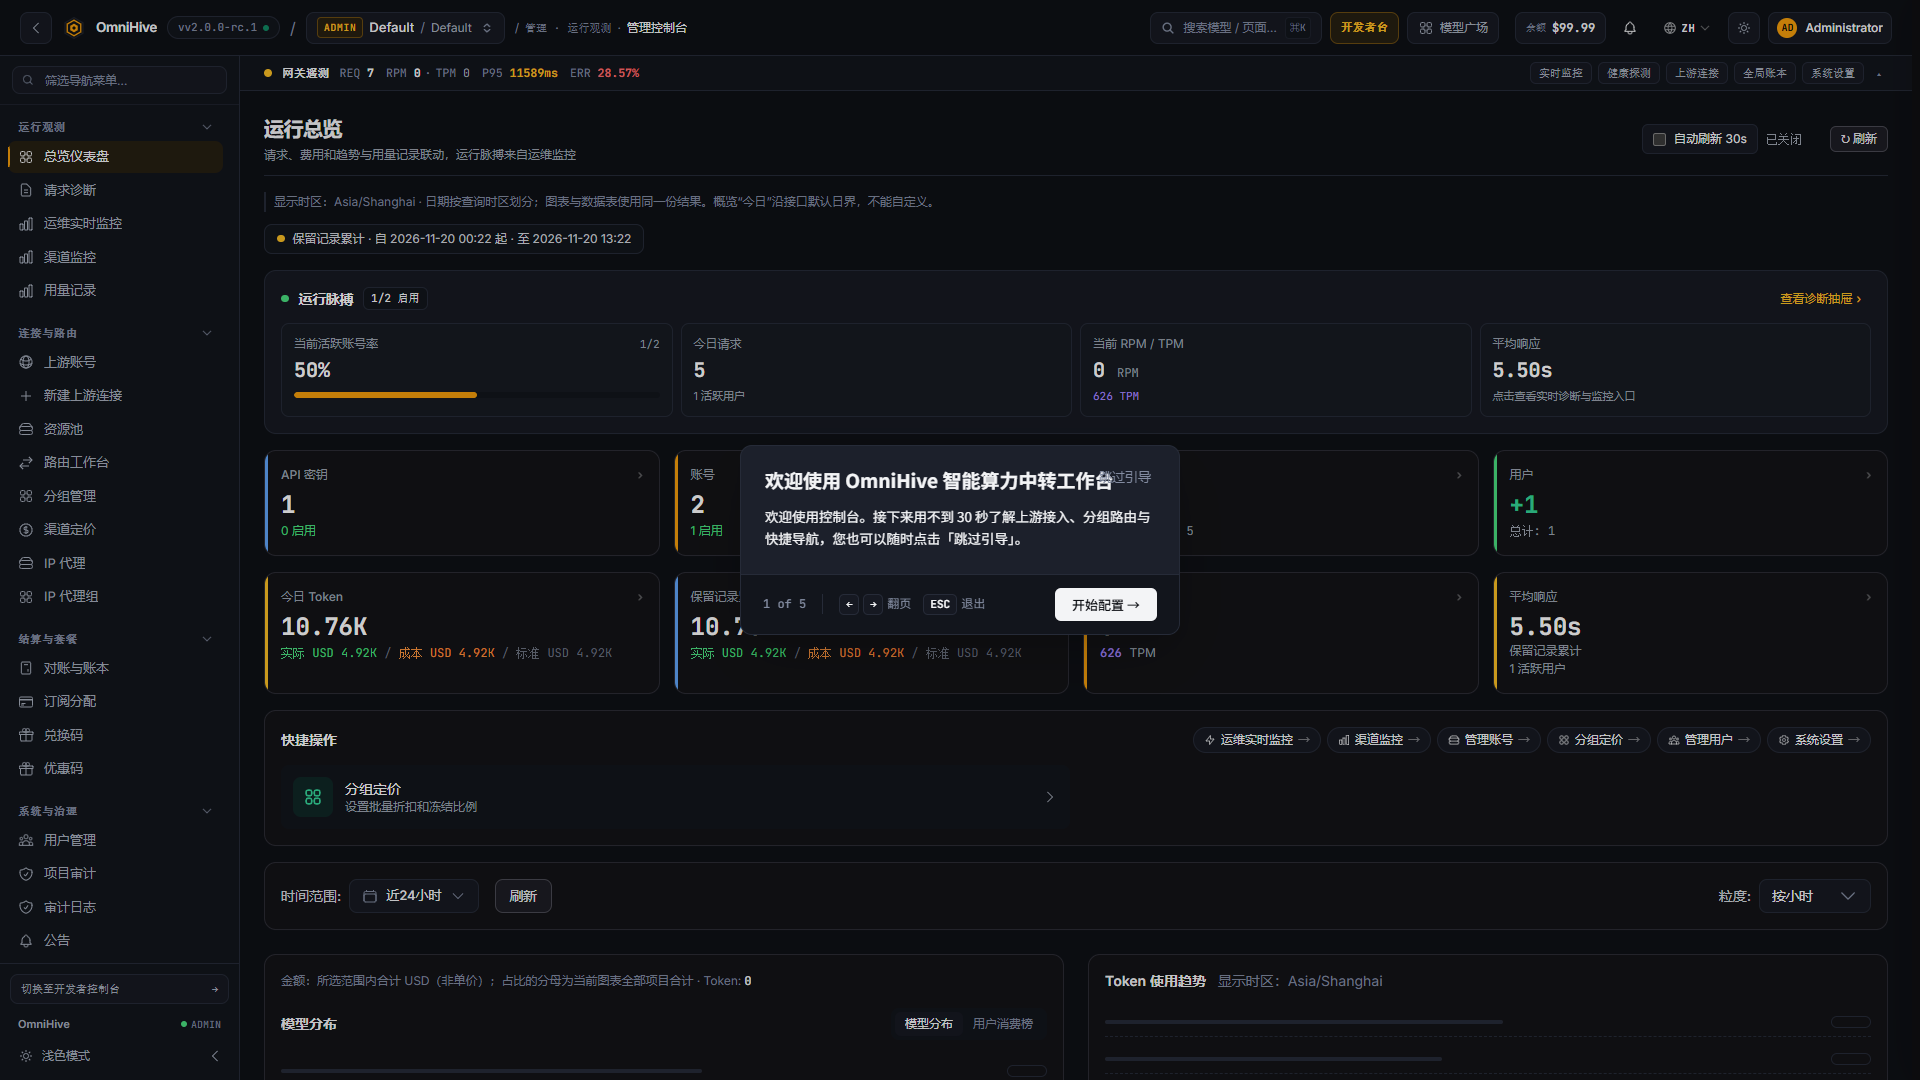 OmniHive
vv2.0.0-rc.1
/
ADMIN Default / Default
/ 管理 · 运行观测 · 管理控制台
搜索模型 / 页面... ⌘K
开发者台
模型广场
余额 $99.99
ZH
AD Administrator
筛选导航菜单...
网关遥测 REQ 7 RPM 0 · TPM 0 P95 11589ms ERR 28.57%
实时监控
健康探测
上游连接
全局账本
系统设置
运行观测
总览仪表盘
请求诊断
运维实时监控
渠道监控
用量记录
连接与路由
上游账号
新建上游连接
资源池
路由工作台
分组管理
渠道定价
IP 代理
IP 代理组
结算与套餐
对账与账本
订阅分配
兑换码
优惠码
系统与治理
用户管理
项目审计
审计日志
公告
切换至开发者控制台 →
OmniHive ADMIN
浅色模式
运行总览
请求、费用和趋势与用量记录联动，运行脉搏来自运维监控
自动刷新 30s 已关闭
↻ 刷新
显示时区：Asia/Shanghai · 日期按查询时区划分；图表与数据表使用同一份结果。概览“今日”沿接口默认日界，不能自定义。
保留记录累计 · 自 2026-11-20 00:22 起 · 至 2026-11-20 13:22
运行脉搏 1/2 启用
查看诊断抽屉 ›
当前活跃账号率 1/2
50%
今日请求
5
1 活跃用户
当前 RPM / TPM
0 RPM
626 TPM
平均响应
5.50s
点击查看实时诊断与监控入口
API 密钥
1
0 启用
账号
2
1 启用
5
用户
+1
总计: 1
欢迎使用 OmniHive 智能算力中转工作台
跳过引导
欢迎使用控制台。接下来用不到 30 秒了解上游接入、分组路由与
快捷导航，您也可以随时点击「跳过引导」。
1 of 5 ← → 翻页 ESC 退出
开始配置 →
今日 Token
10.76K
实际 USD 4.92K / 成本 USD 4.92K / 标准 USD 4.92K
保留记录
10.7
实际 USD 4.92K / 成本 USD 4.92K / 标准 USD 4.92K
626 TPM
平均响应
5.50s
保留记录累计
1 活跃用户
快捷操作
运维实时监控 →
渠道监控 →
管理账号 →
分组定价 →
管理用户 →
系统设置 →
分组定价
设置批量折扣和冻结比例
时间范围: 近24小时 刷新
粒度: 按小时
金额：所选范围内合计 USD（非单价）；占比的分母为当前图表全部项目合计 · Token: 0
模型分布
模型分布 用户消费榜
Token 使用趋势 显示时区：Asia/Shanghai